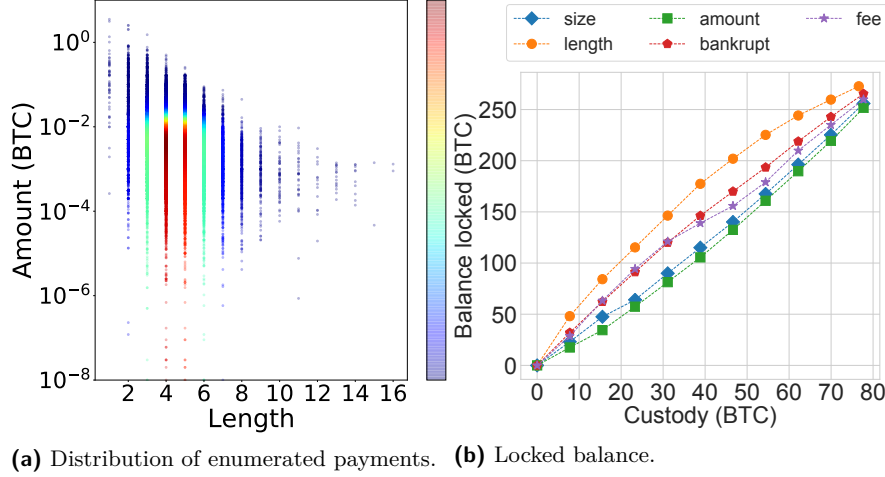 10⁰
10⁻²
10⁻⁴
10⁻⁶
10⁻⁸
Amount (BTC)
2 4 6 8 10 12 14 16
Length
(a) Distribution of enumerated payments.
size amount fee
length bankrupt
250
200
150
100
50
0
Balance locked (BTC)
0 10 20 30 40 50 60 70 80
Custody (BTC)
(b) Locked balance.